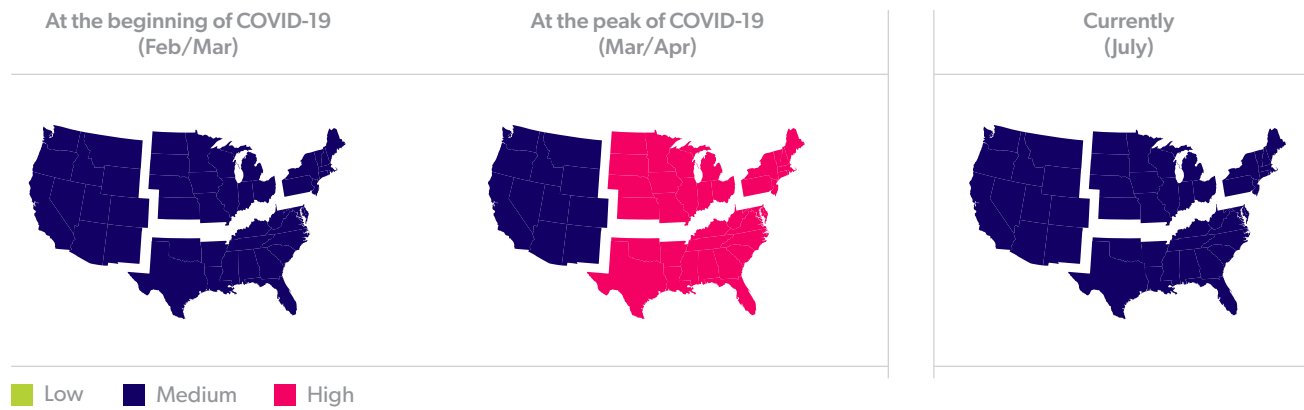 At the beginning of COVID-19
(Feb/Mar)
At the peak of COVID-19
(Mar/Apr)
Currently
(July)
Low
Medium
High